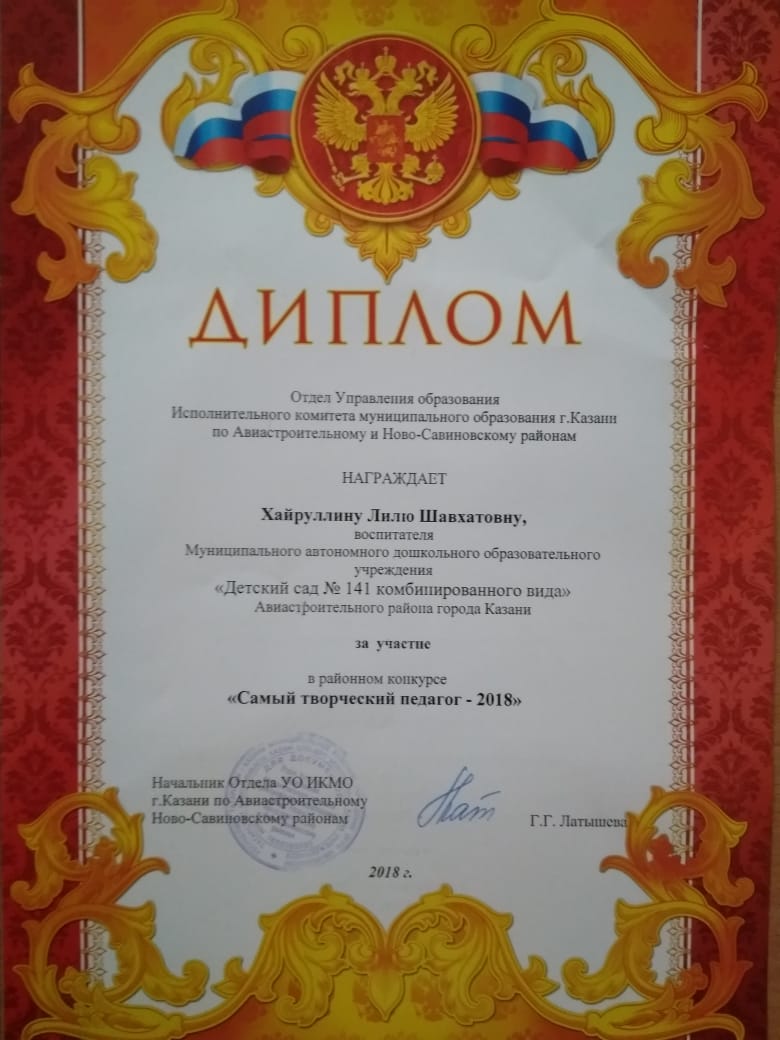 ДИПЛОМ
Отдел Управления образования
Исполнительного комитета муниципального образования г.Казани
по Авиастроительному и Ново-Савиновскому районам
НАГРАЖДАЕТ
Хайруллину Лилю Шавхатовну,
воспитателя
Муниципального автономного дошкольного образовательного
учреждения
«Детский сад № 141 комбинированного вида»
Авиастроительного района города Казани
за участие
в районном конкурсе
«Самый творческий педагог - 2018»
Начальник Отдела УО ИКМО
г.Казани по Авиастроительному
Ново-Савиновскому районам
Г.Г. Латышева
2018 г.